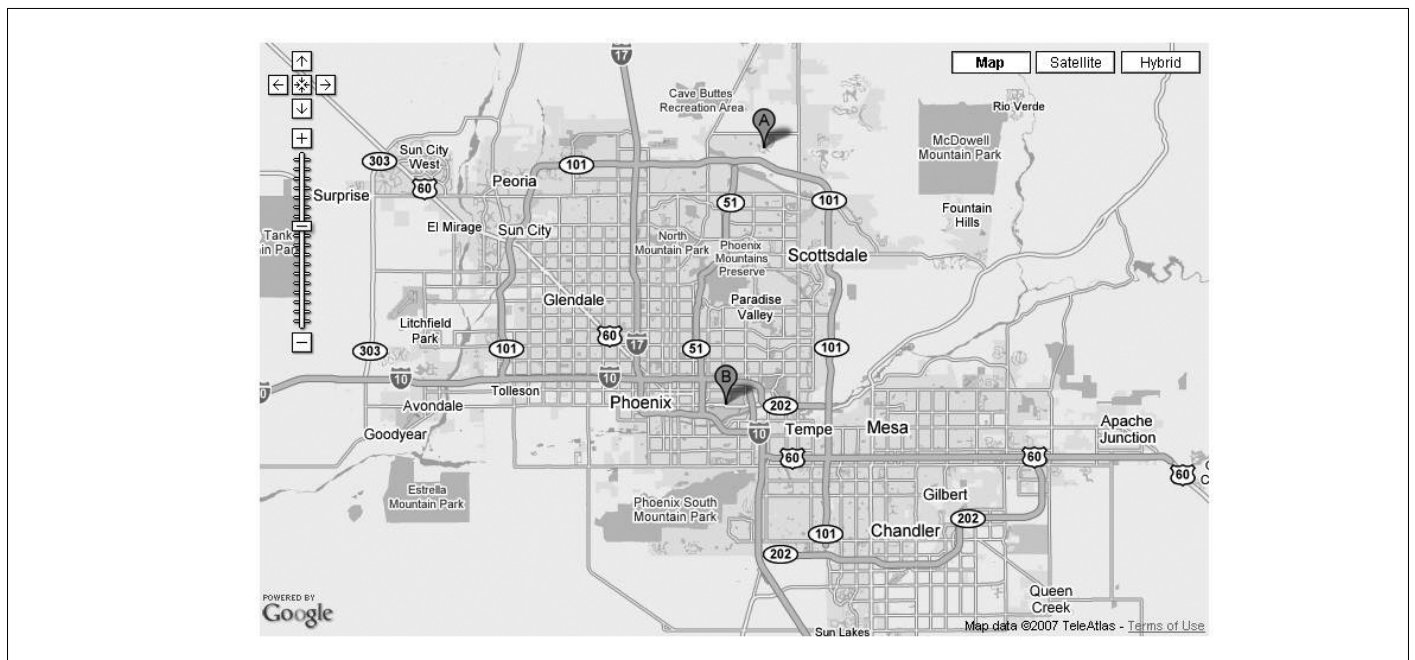 17
Map Satellite Hybrid
Cave Buttes
Recreation Area
A
Rio Verde
McDowell
Mountain Park
303
Sun City
West
60
101
Peoria
Surprise
51
101
Fountain
Hills
El Mirage
Sun City
North
Mountain Park
Phoenix
Mountains
Preserve
Scottsdale
Tank
in Par
Glendale
Paradise
Valley
Litchfield
Park
60
17
303
101
51
101
10
10
B
Tolleson
Avondale
Phoenix
202
Goodyear
10
Tempe
Mesa
Apache
Junction
60
60
60
Estrella
Mountain Park
Phoenix South
Mountain Park
Gilbert
202
Chandler
101
202
Queen
Creek
Sun Lakes
POWERED BY
Google
Map data ©2007 TeleAtlas - Terms of Use